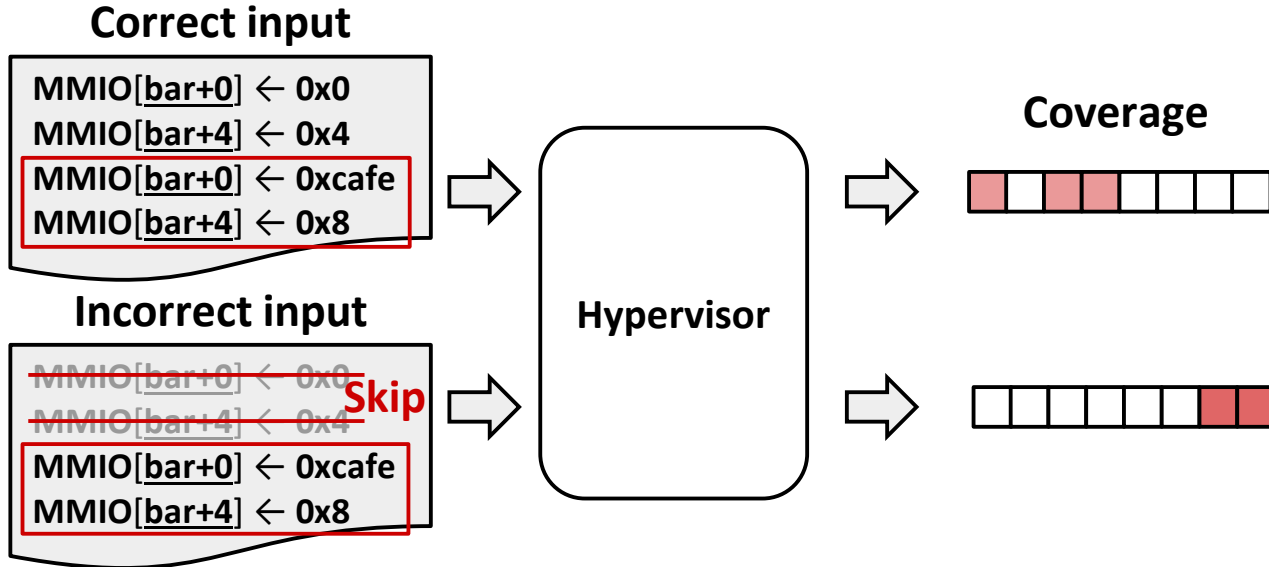 Correct input
MMIO[bar+0] ← 0x0
MMIO[bar+4] ← 0x4
MMIO[bar+0] ← 0xcafe
MMIO[bar+4] ← 0x8
Incorrect input
MMIO[bar+0] ← 0x0
MMIO[bar+4] ← 0x4
Skip
MMIO[bar+0] ← 0xcafe
MMIO[bar+4] ← 0x8
Hypervisor
Coverage